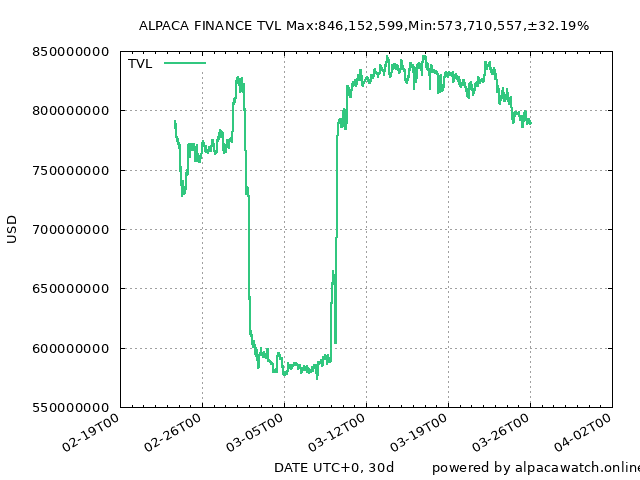 ALPACA FINANCE TVL Max:846,152,599,Min:573,710,557,±32.19%
TVL
850000000
800000000
750000000
700000000
650000000
600000000
550000000
USD
02-19T00
02-26T00
03-05T00
03-12T00
03-19T00
03-26T00
04-02T00
DATE UTC+0, 30d
powered by alpacawatch.online